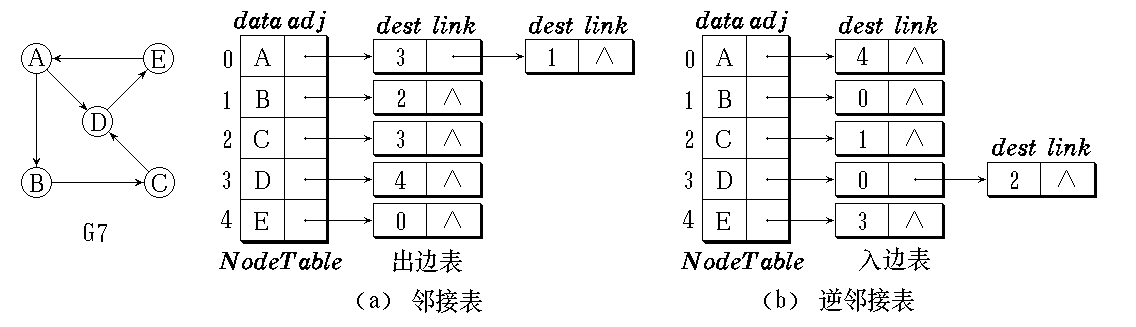 A E
D
B C
G7
data adj
dest link
dest link
0 A 3 1 ∧
1 B 2 ∧
2 C 3 ∧
3 D 4 ∧
4 E 0 ∧
NodeTable 出边表
(a) 邻接表
data adj
dest link
0 A 4 ∧
1 B 0 ∧
2 C 1 ∧
dest link
3 D 0 2 ∧
4 E 3 ∧
NodeTable 入边表
(b) 逆邻接表